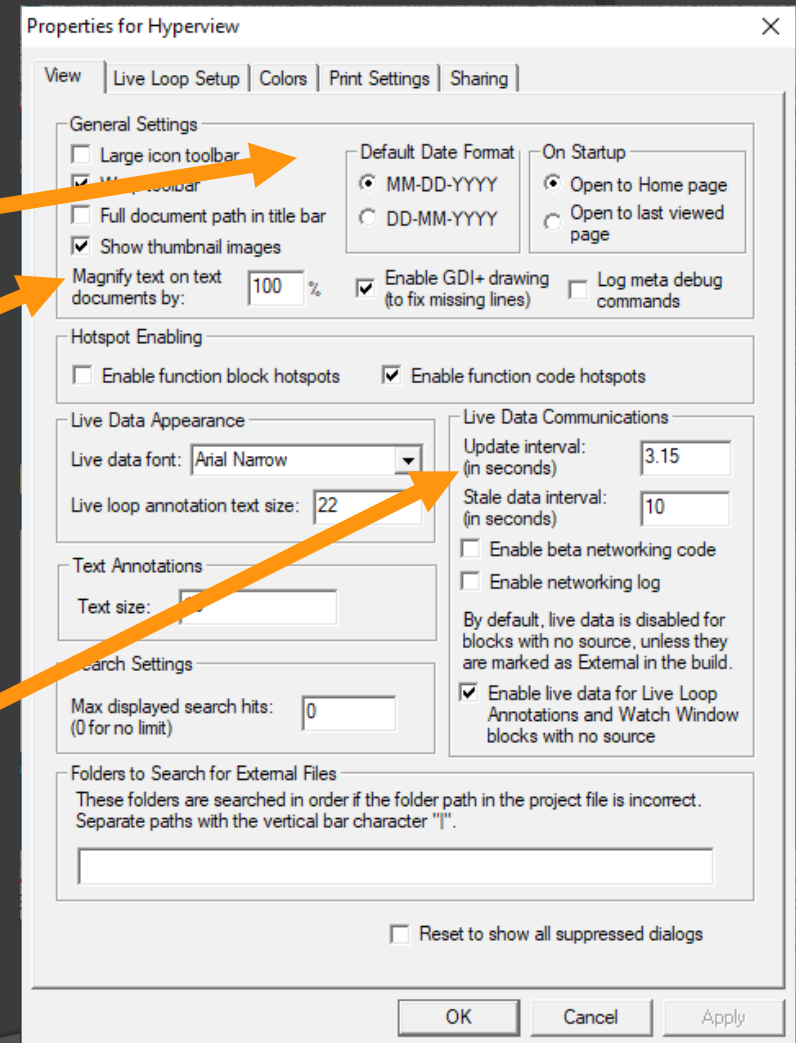 Properties for Hyperview
View Live Loop Setup Colors Print Settings Sharing
General Settings
Large icon toolbar
toolbar
Full document path in title bar
Show thumbnail images
Magnify text on text
documents by: 100 %
Default Date Format
MM-DD-YYYY
DD-MM-YYYY
On Startup
Open to Home page
Open to last viewed
page
Enable GDI+ drawing
(to fix missing lines)
Log meta debug
commands
Hotspot Enabling
Enable function block hotspots Enable function code hotspots
Live Data Appearance
Live data font: Arial Narrow
Live loop annotation text size: 22
Text Annotations
Text size:
Search Settings
Max displayed search hits: 0
(0 for no limit)
Live Data Communications
Update interval: 3.15
(in seconds)
Stale data interval: 10
(in seconds)
Enable beta networking code
Enable networking log
By default, live data is disabled for
blocks with no source, unless they
are marked as External in the build.
Enable live data for Live Loop
Annotations and Watch Window
blocks with no source
Folders to Search for External Files
These folders are searched in order if the folder path in the project file is incorrect.
Separate paths with the vertical bar character "|".
Reset to show all suppressed dialogs
OK Cancel Apply